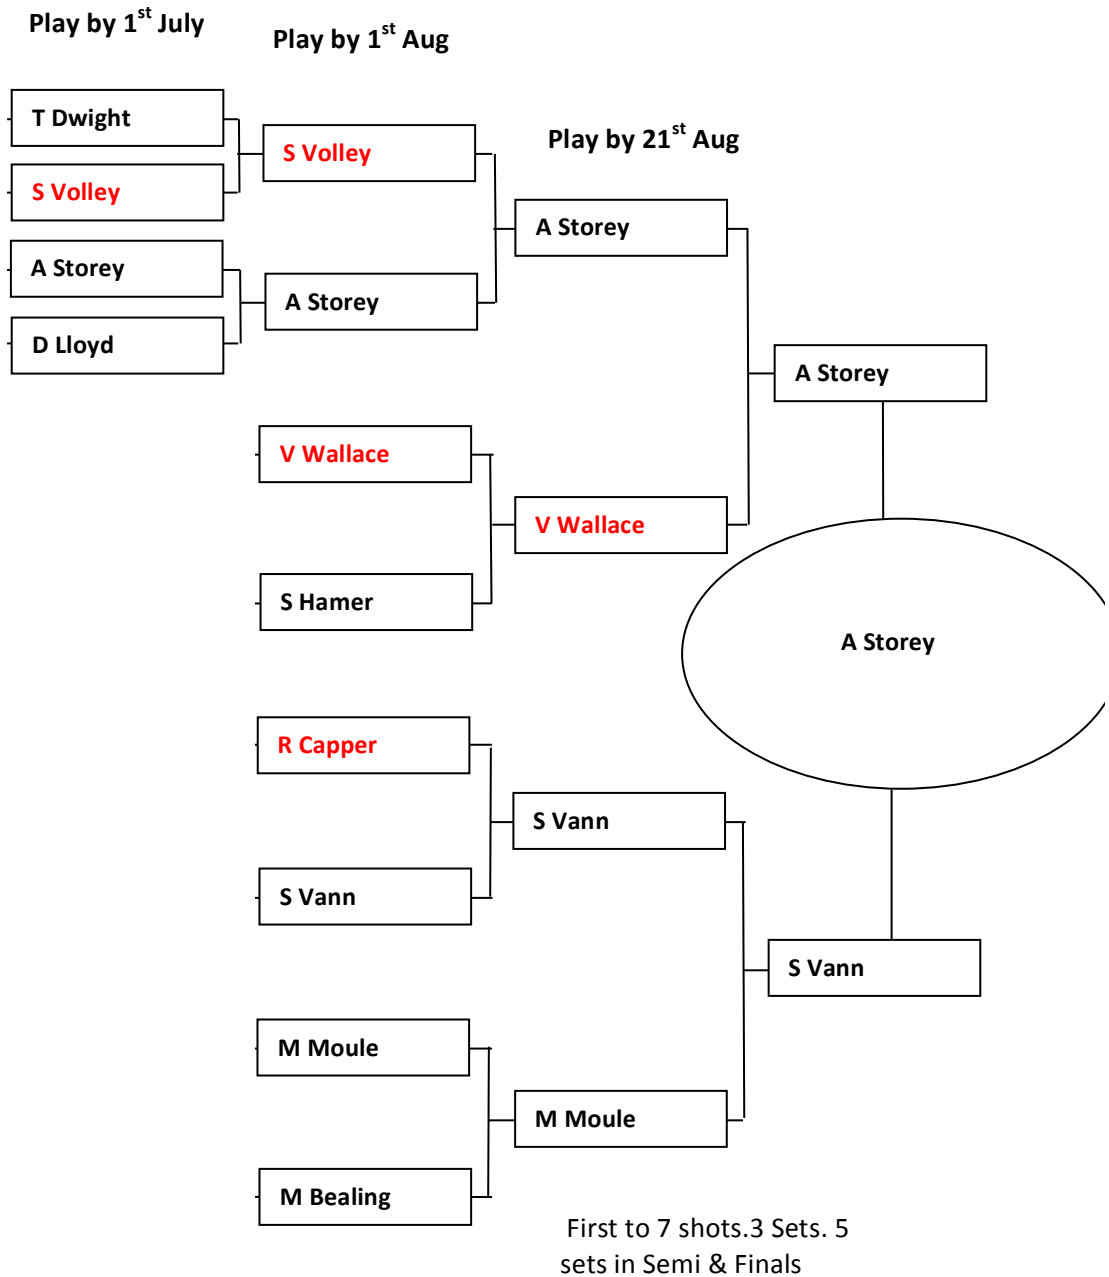 Play by 1st July
Play by 1st Aug
Play by 21st Aug
T Dwight
S Volley
A Storey
D Lloyd
S Volley
A Storey
V Wallace
S Hamer
R Capper
S Vann
M Moule
M Bealing
A Storey
V Wallace
S Vann
M Moule
A Storey
S Vann
A Storey
First to 7 shots.3 Sets. 5
sets in Semi & Finals